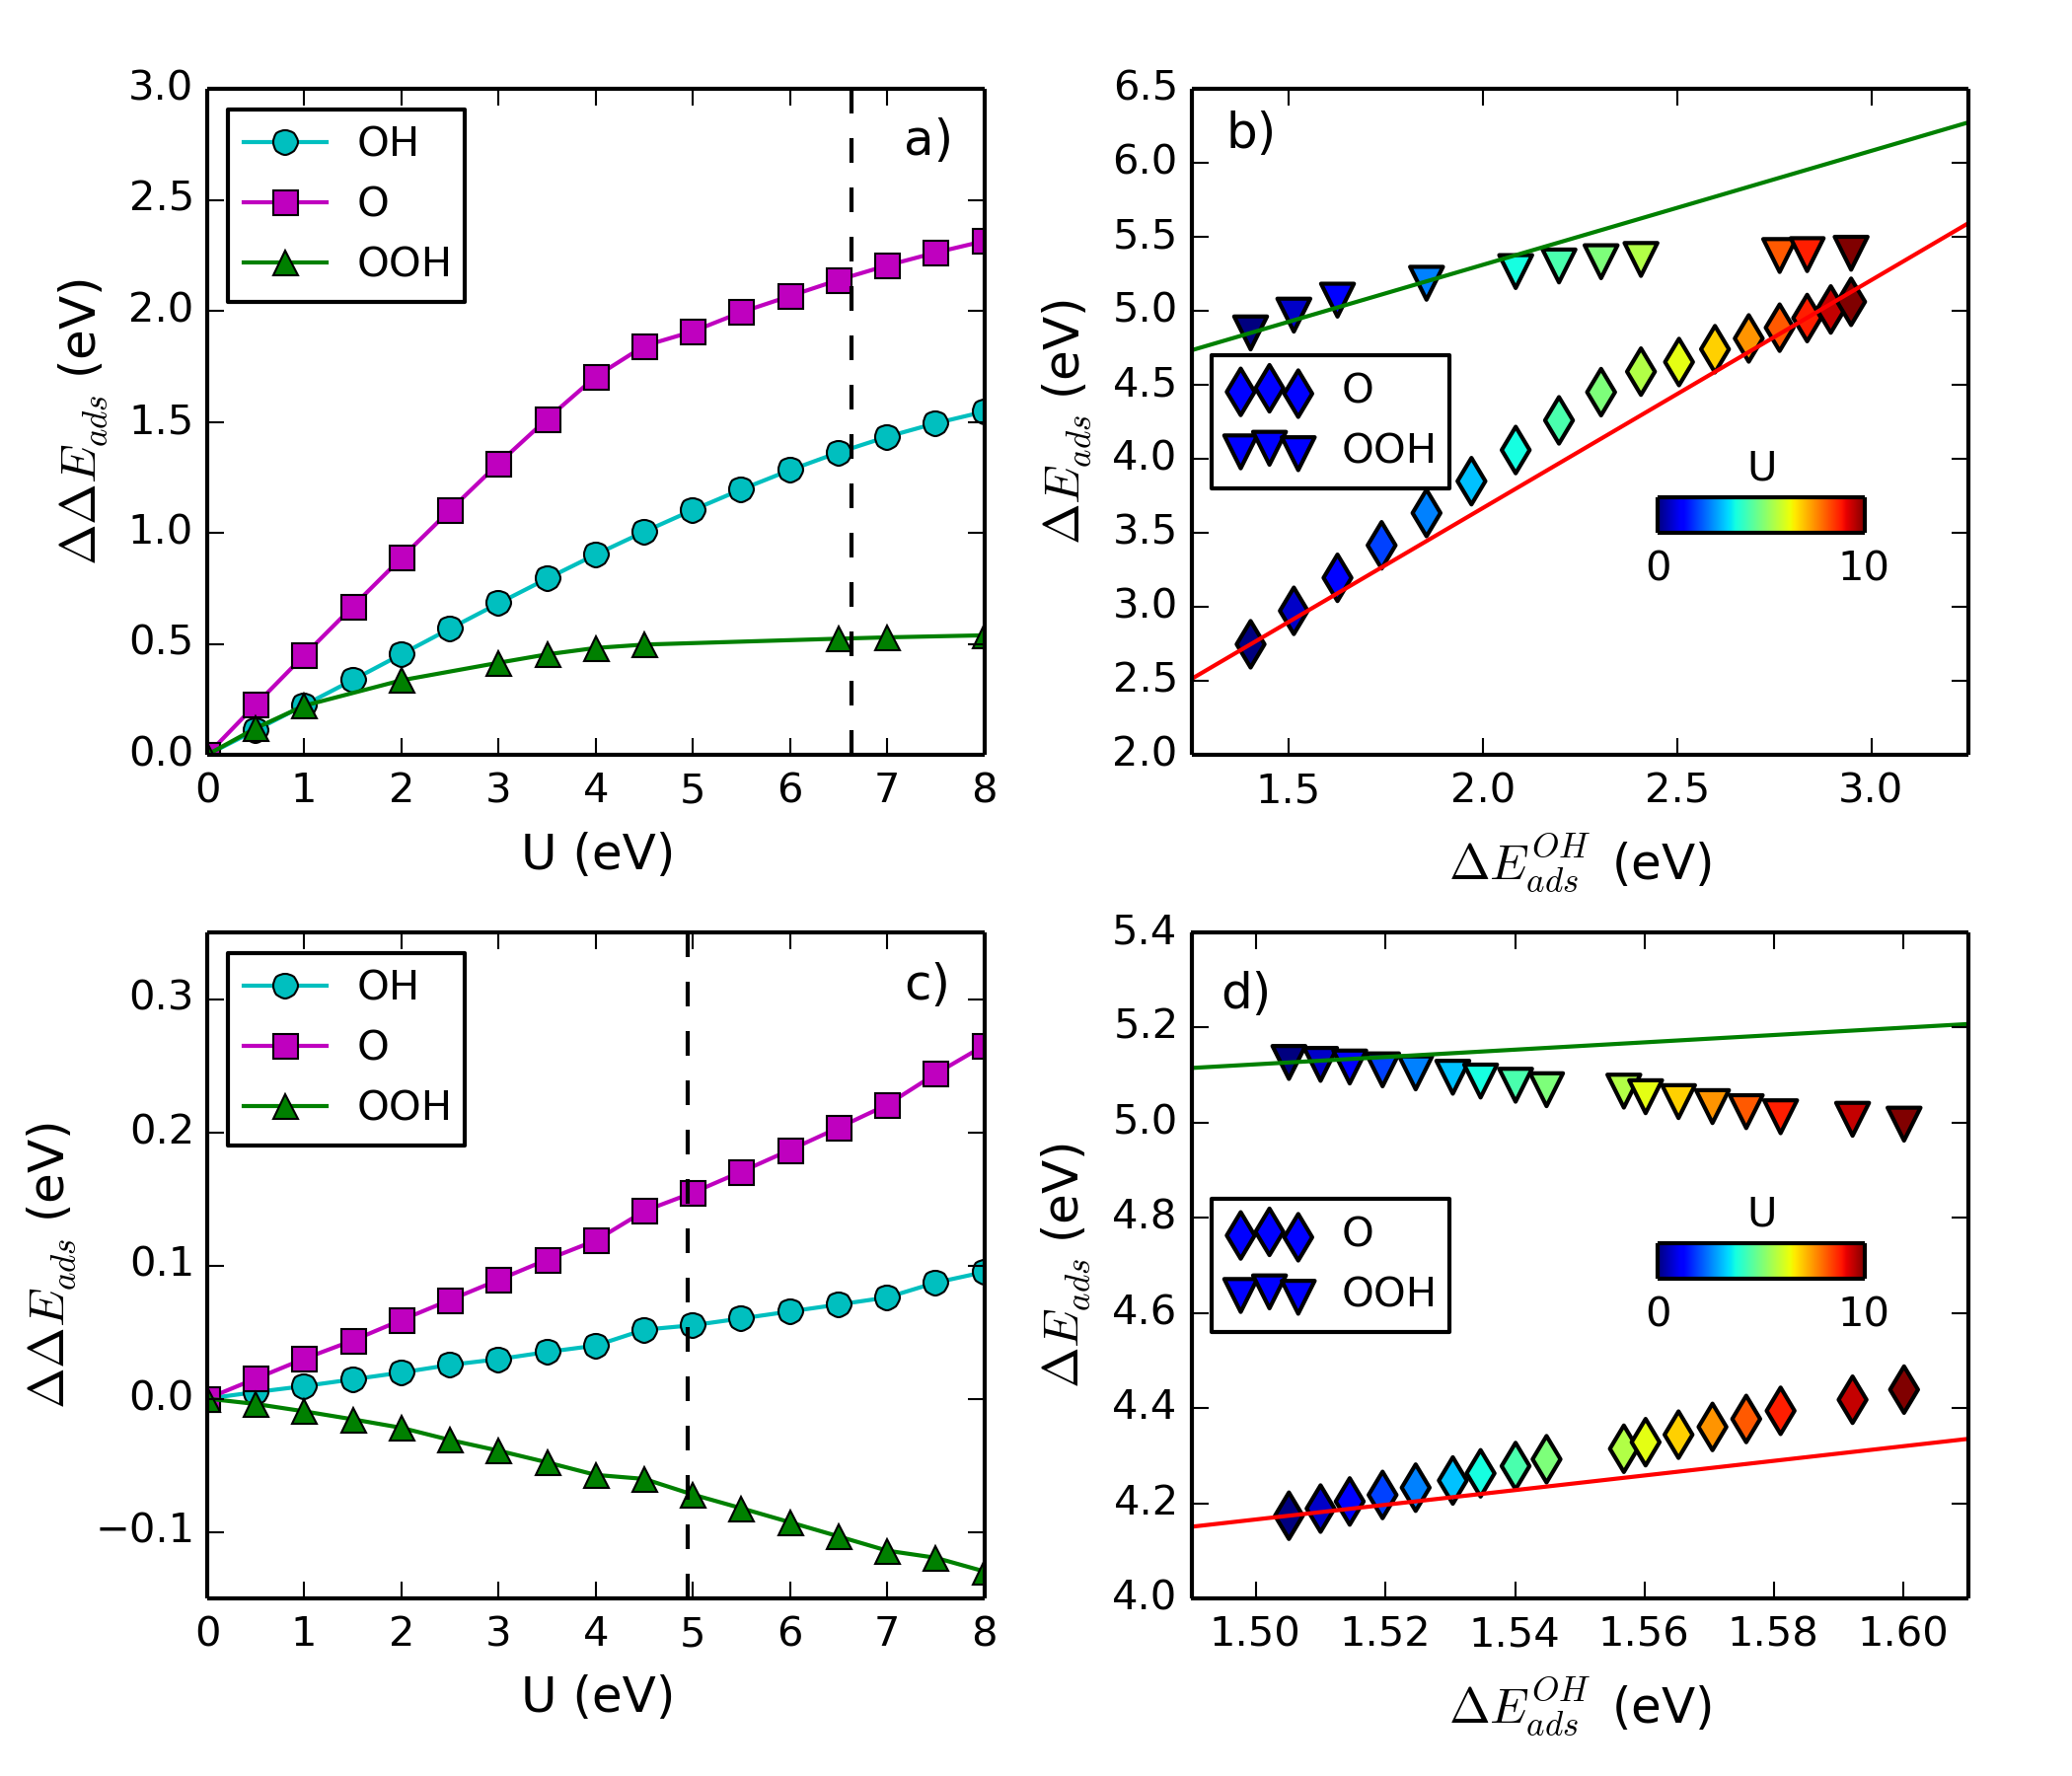 a)
OH
O
OOH
3.0
2.5
2.0
1.5
1.0
0.5
0.0
ΔΔE_ads (eV)
0 1 2 3 4 5 6 7 8
U (eV)
b)
6.5
6.0
5.5
5.0
4.5
4.0
3.5
3.0
2.5
2.0
ΔE_ads (eV)
O
OOH
U
0 10
1.5 2.0 2.5 3.0
ΔE_ads^OH (eV)
c)
OH
O
OOH
0.3
0.2
0.1
0.0
−0.1
ΔΔE_ads (eV)
0 1 2 3 4 5 6 7 8
U (eV)
d)
5.4
5.2
5.0
4.8
4.6
4.4
4.2
4.0
ΔE_ads (eV)
O
OOH
U
0 10
1.50 1.52 1.54 1.56 1.58 1.60
ΔE_ads^OH (eV)